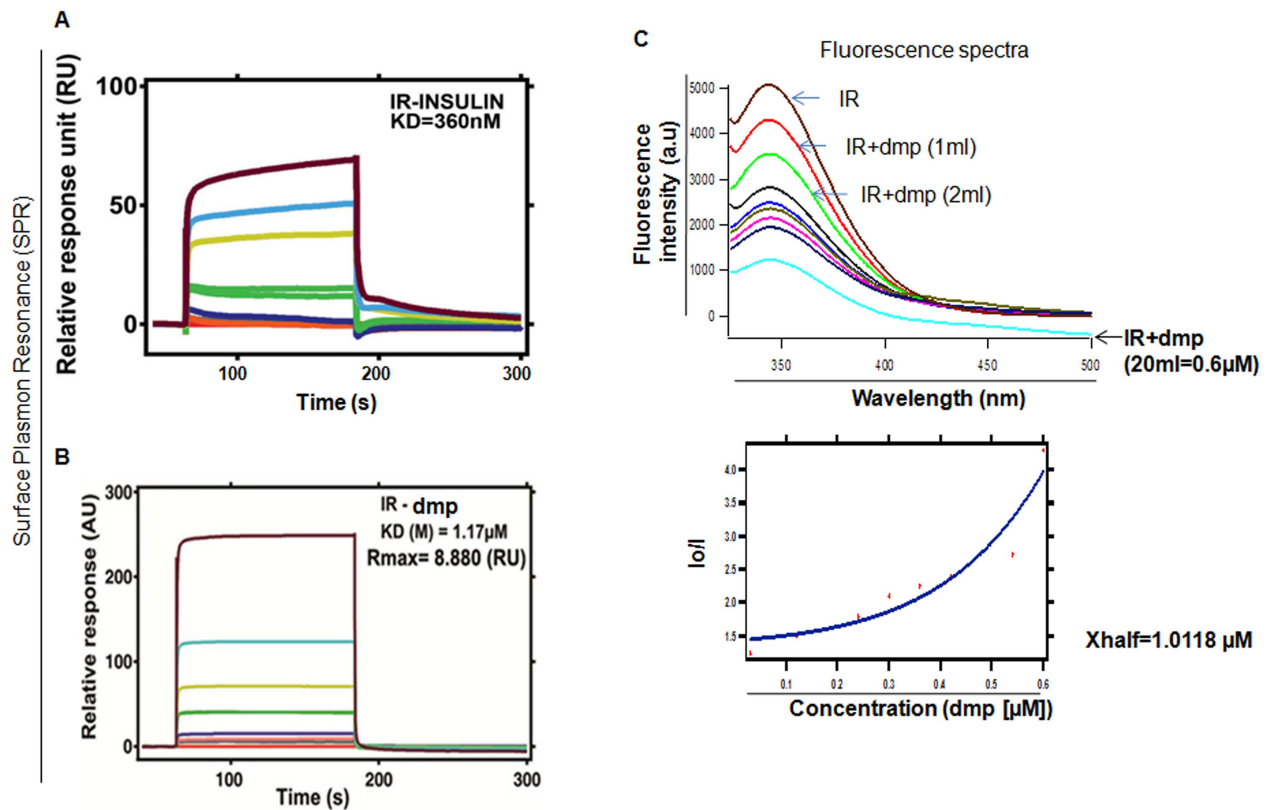 Surface Plasmon Resonance (SPR)
A
Relative response unit (RU)
100
50
0
IR-INSULIN
KD=360nM
100
200
300
Time (s)
B
Relative response (AU)
300
200
100
0
IR - dmp
KD (M) = 1.17µM
Rmax= 8.880 (RU)
100
200
300
Time (s)
C
Fluorescence spectra
Fluorescence
intensity (a.u)
5000
4000
3000
2000
1000
0
IR
IR+dmp (1ml)
IR+dmp (2ml)
IR+dmp
(20ml=0.6µM)
350
400
450
500
Wavelength (nm)
Io/I
4.0
3.5
3.0
2.5
2.0
1.5
0.1
0.2
0.3
0.4
0.5
0.6
Concentration (dmp [µM])
Xhalf=1.0118 µM